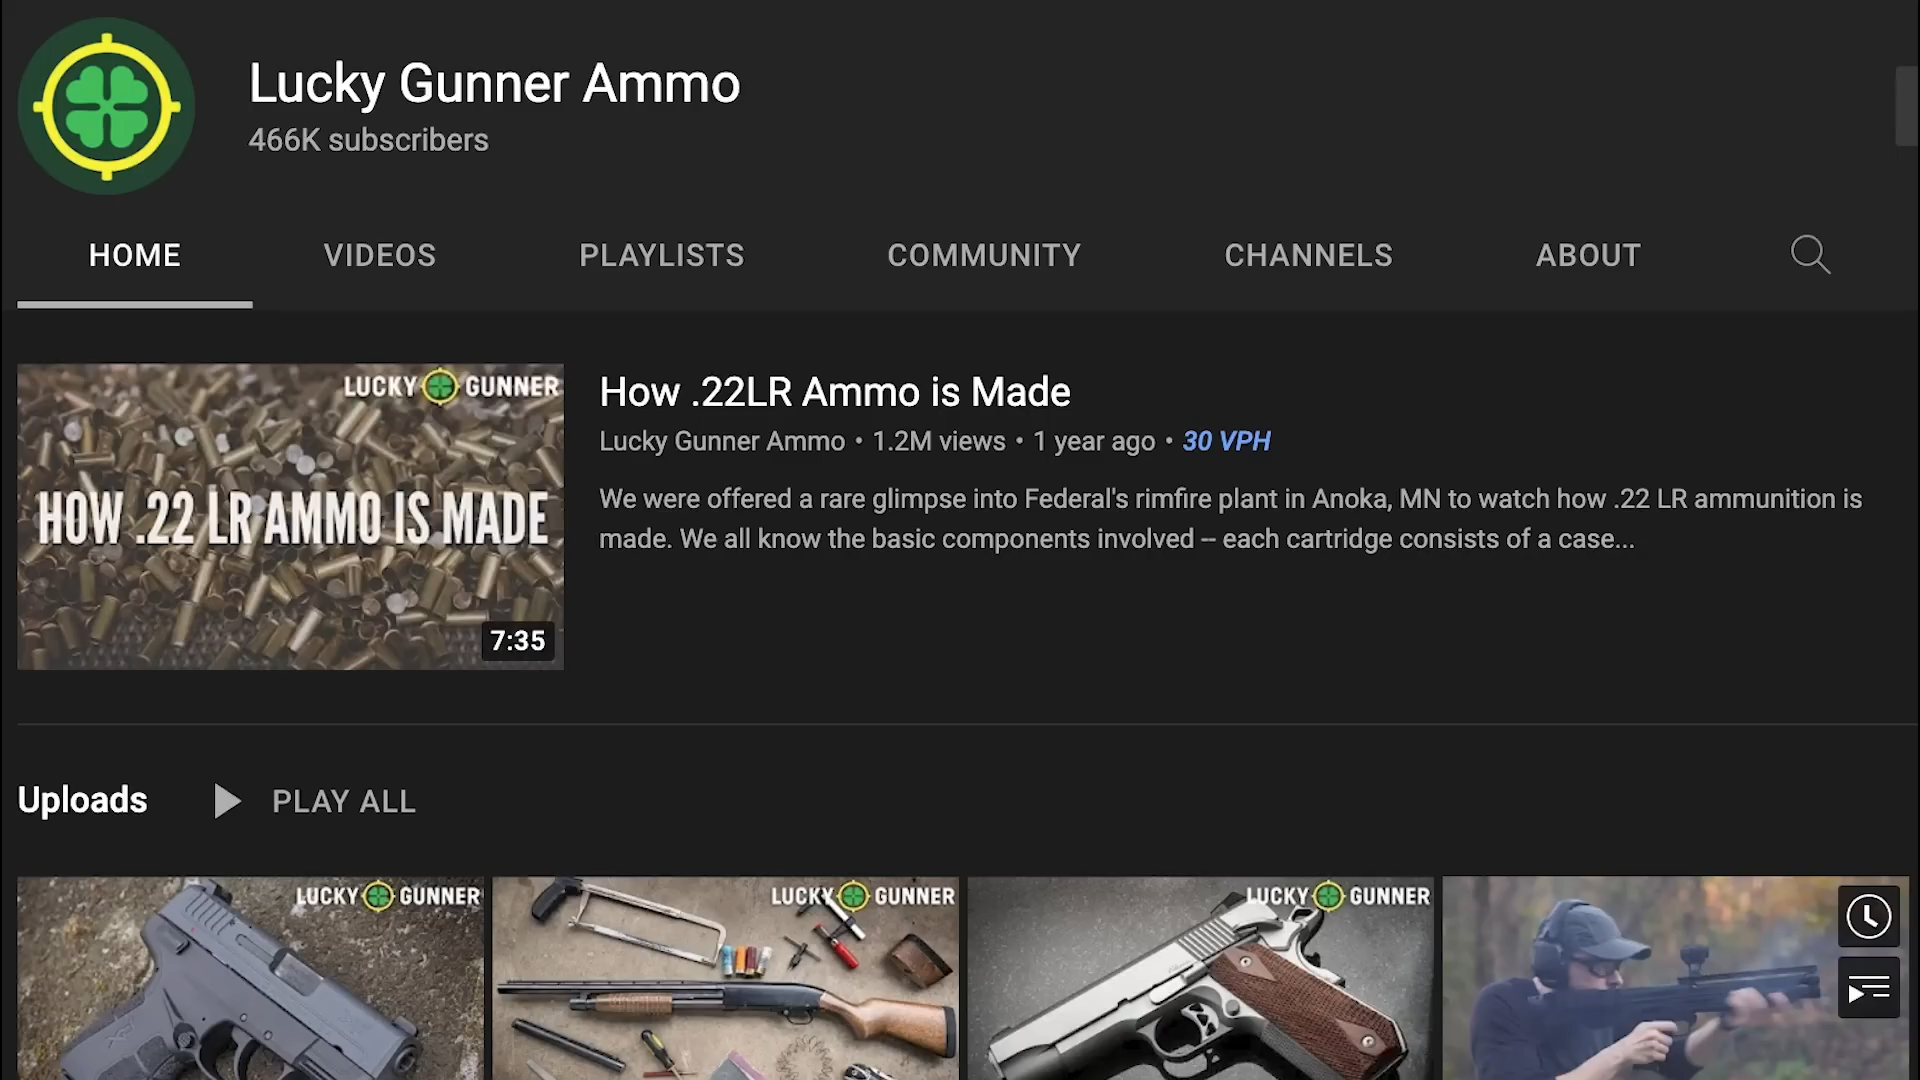 Lucky Gunner Ammo
466K subscribers
HOME
VIDEOS
PLAYLISTS
COMMUNITY
CHANNELS
ABOUT
LUCKY GUNNER
HOW .22 LR AMMO IS MADE
7:35
How .22LR Ammo is Made
Lucky Gunner Ammo • 1.2M views • 1 year ago • 30 VPH
We were offered a rare glimpse into Federal's rimfire plant in Anoka, MN to watch how .22 LR ammunition is
made. We all know the basic components involved -- each cartridge consists of a case...
Uploads
PLAY ALL
LUCKY GUNNER
LUCKY GUNNER
LUCKY GUNNER